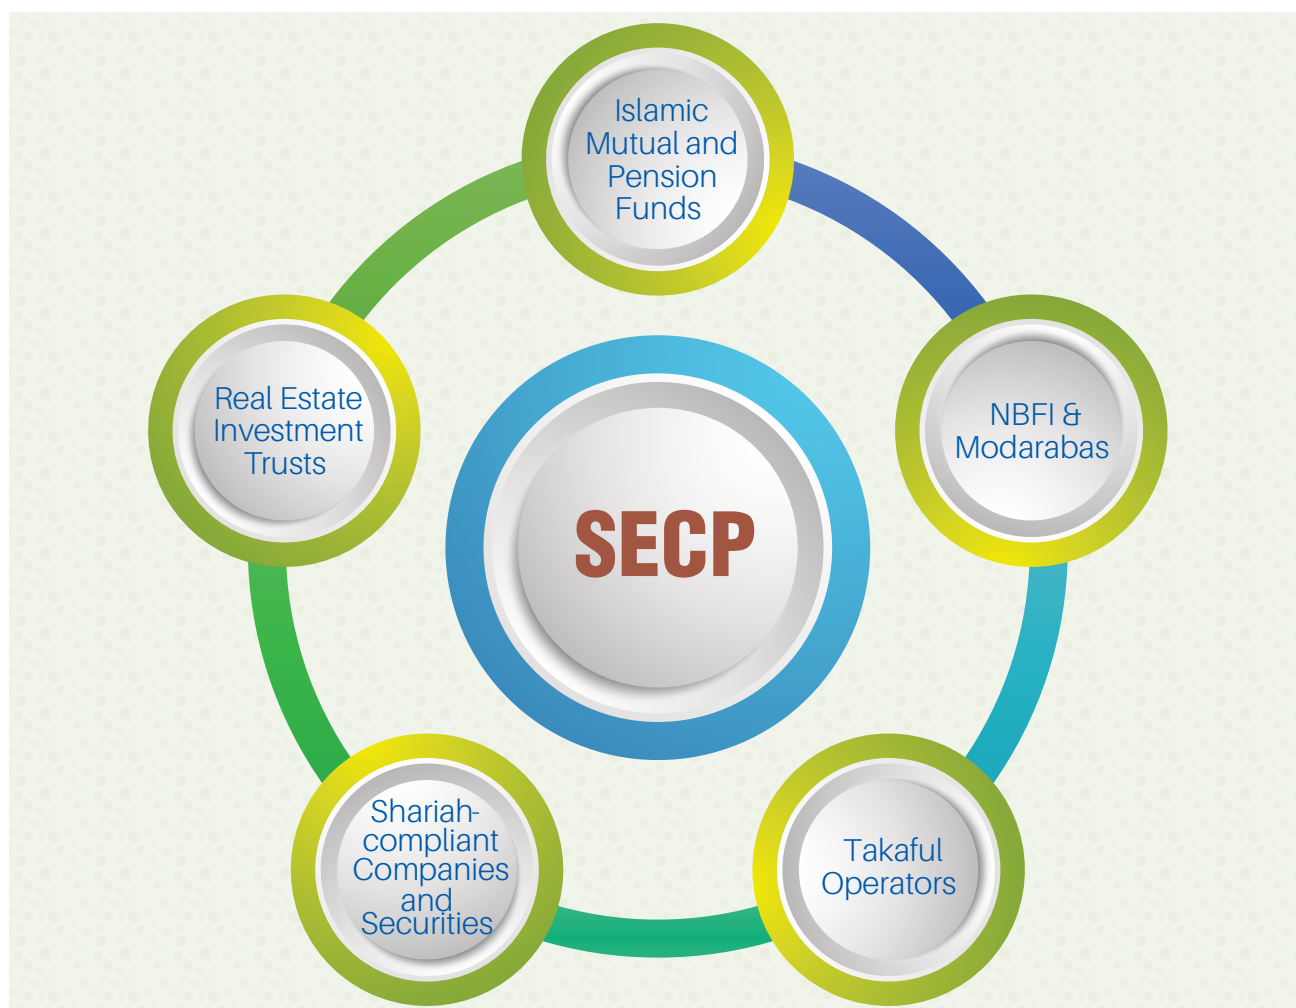 Islamic
Mutual and
Pension
Funds
Real Estate
Investment
Trusts
NBFI &
Modarabas
SECP
Shariah-
compliant
Companies
and
Securities
Takaful
Operators